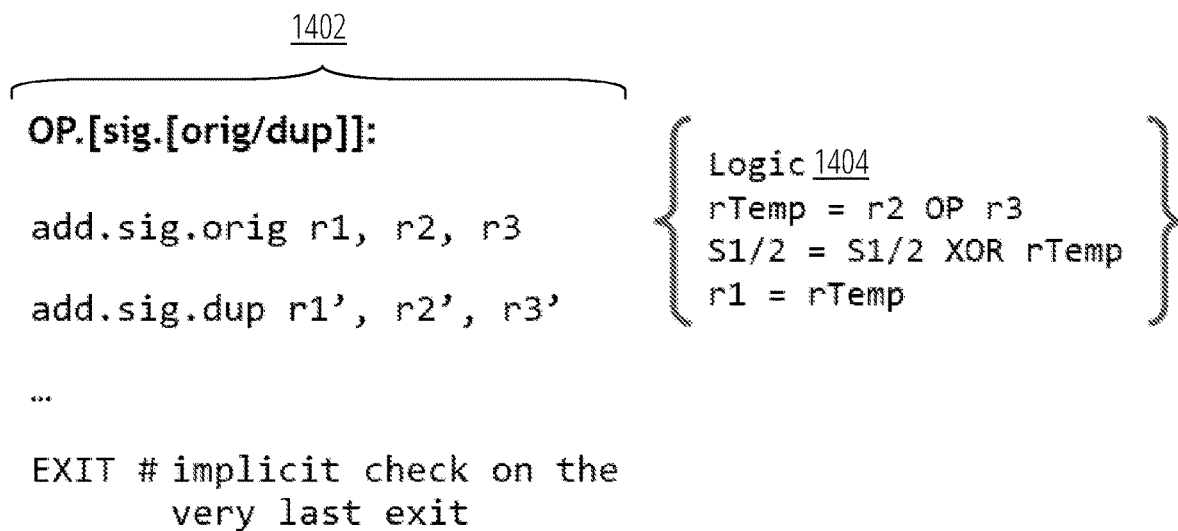 1402
OP.[sig.[orig/dup]]:
add.sig.orig r1, r2, r3
add.sig.dup r1’, r2’, r3’
…
EXIT # implicit check on the
very last exit
Logic 1404
rTemp = r2 OP r3
S1/2 = S1/2 XOR rTemp
r1 = rTemp